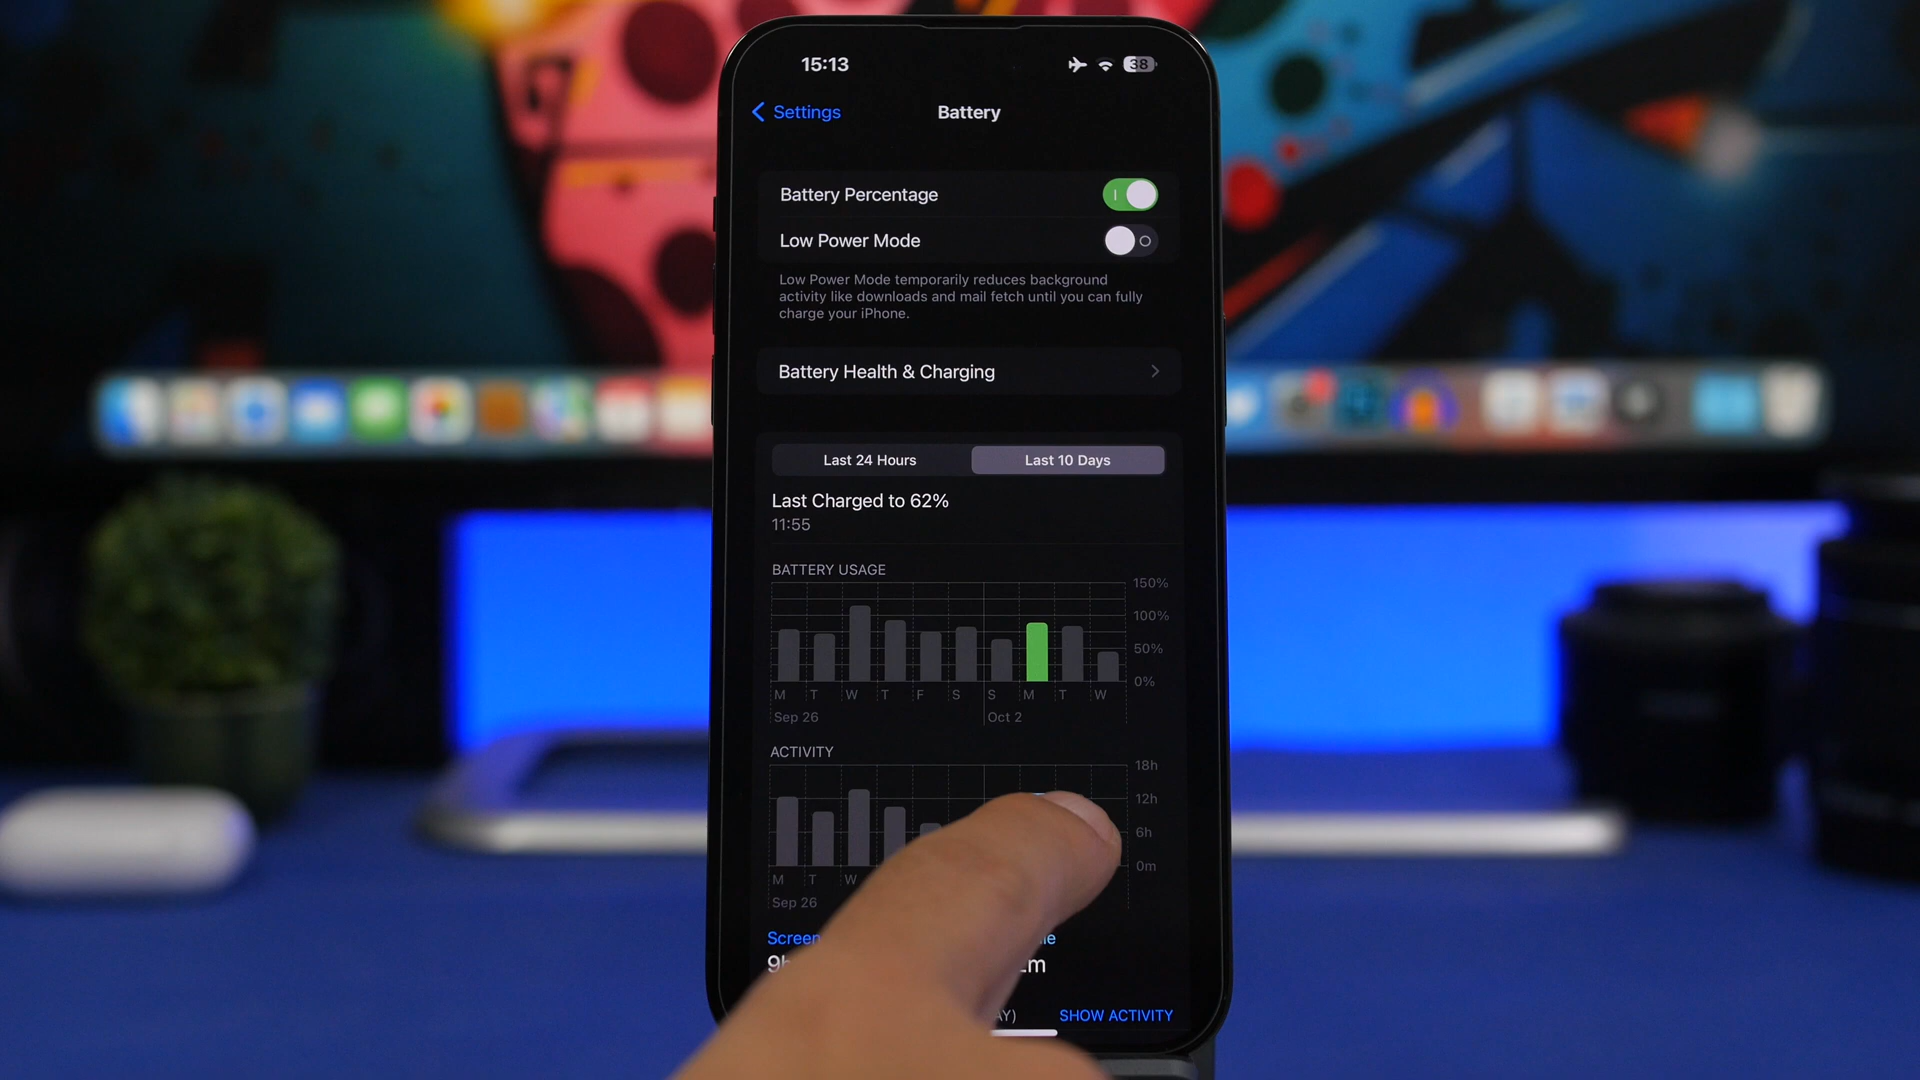 15:13
38
Settings
Battery
Battery Percentage
Low Power Mode
Low Power Mode temporarily reduces background
activity like downloads and mail fetch until you can fully
charge your iPhone.
Battery Health & Charging
Last 24 Hours
Last 10 Days
Last Charged to 62%
11:55
BATTERY USAGE
150%
100%
50%
0%
M T W T F S S M T W
Sep 26
Oct 2
ACTIVITY
18h
12h
6h
0m
M T W
Sep 26
Screen
SHOW ACTIVITY